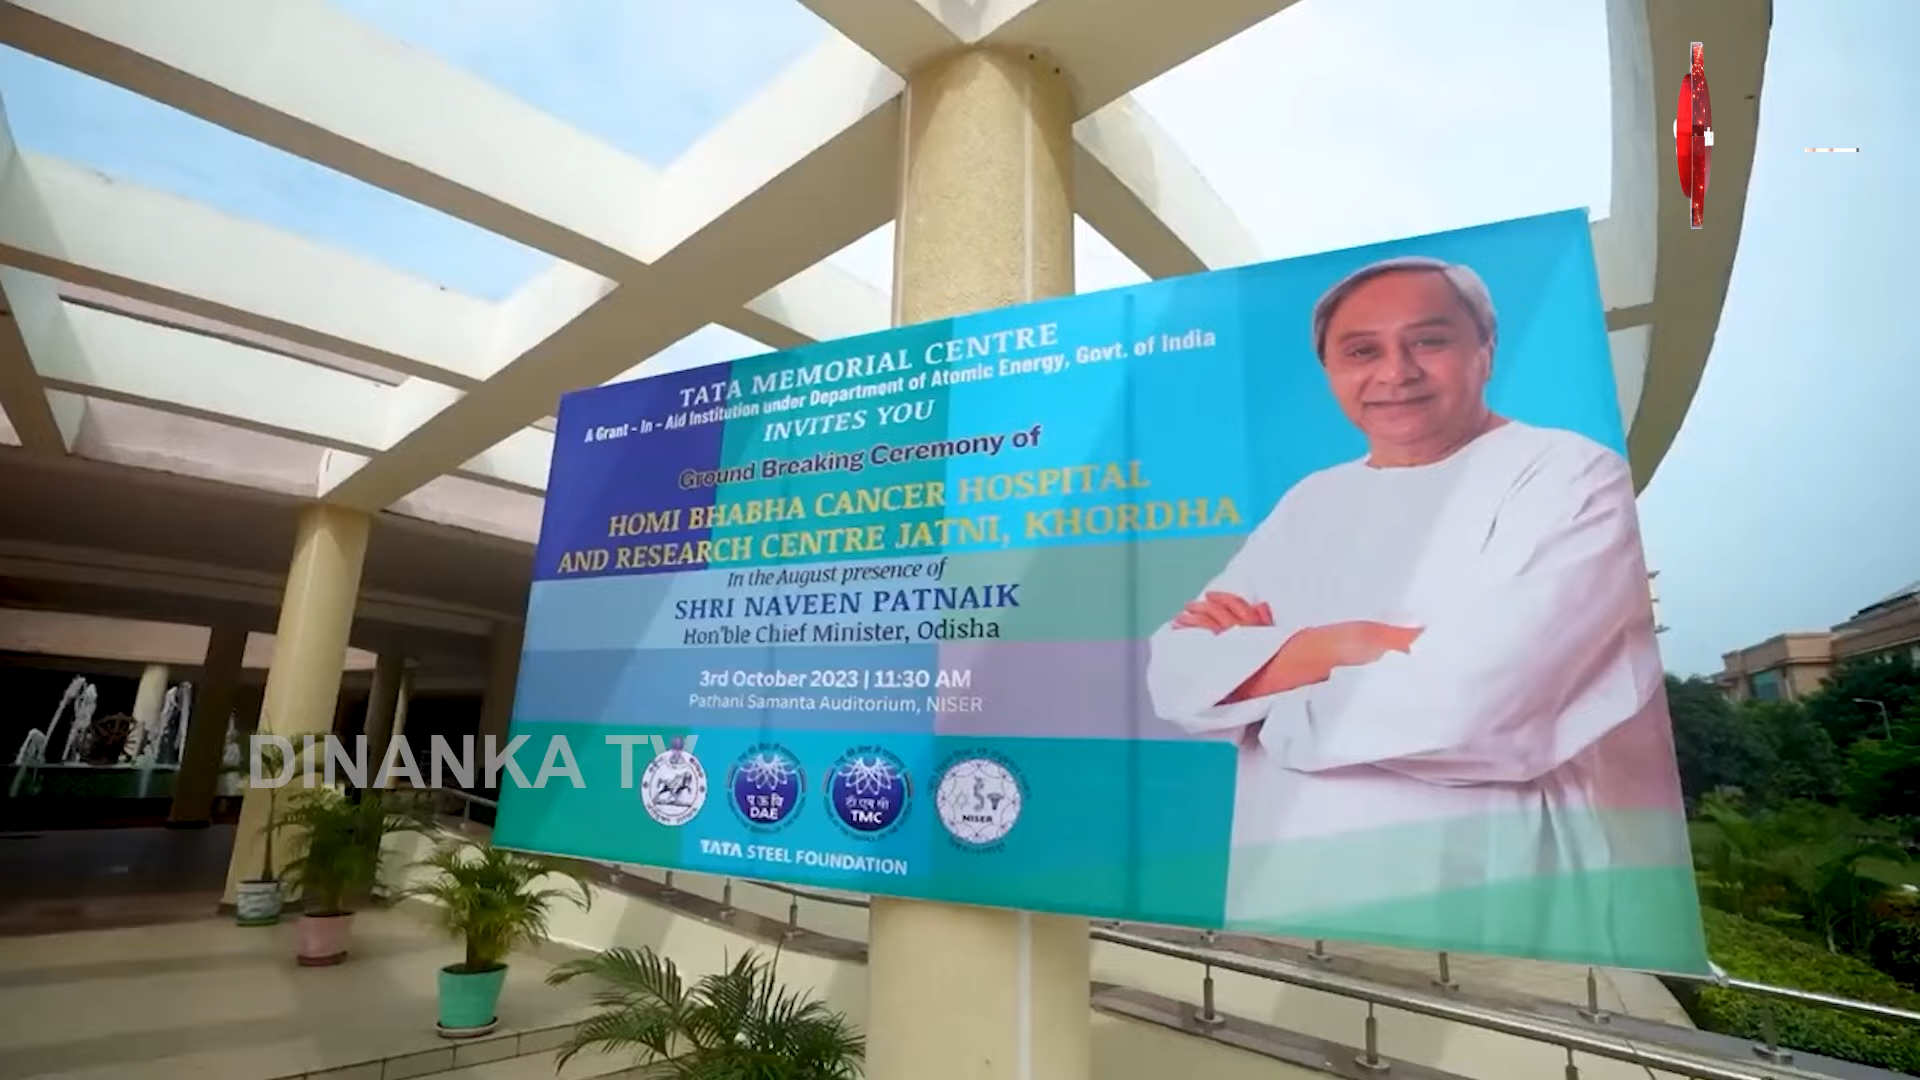 TATA MEMORIAL CENTRE
A Grant - In - Aid Institution under Department of Atomic Energy, Govt. of India
INVITES YOU
Ground Breaking Ceremony of
HOMI BHABHA CANCER HOSPITAL
AND RESEARCH CENTRE JATNI, KHORDHA
In the August presence of
SHRI NAVEEN PATNAIK
Hon'ble Chief Minister, Odisha
3rd October 2023 | 11:30 AM
Pathani Samanta Auditorium, NISER
DINANKA TV
प ऊ वि
DAE
टी एम सी
TMC
NISER
TATA STEEL FOUNDATION